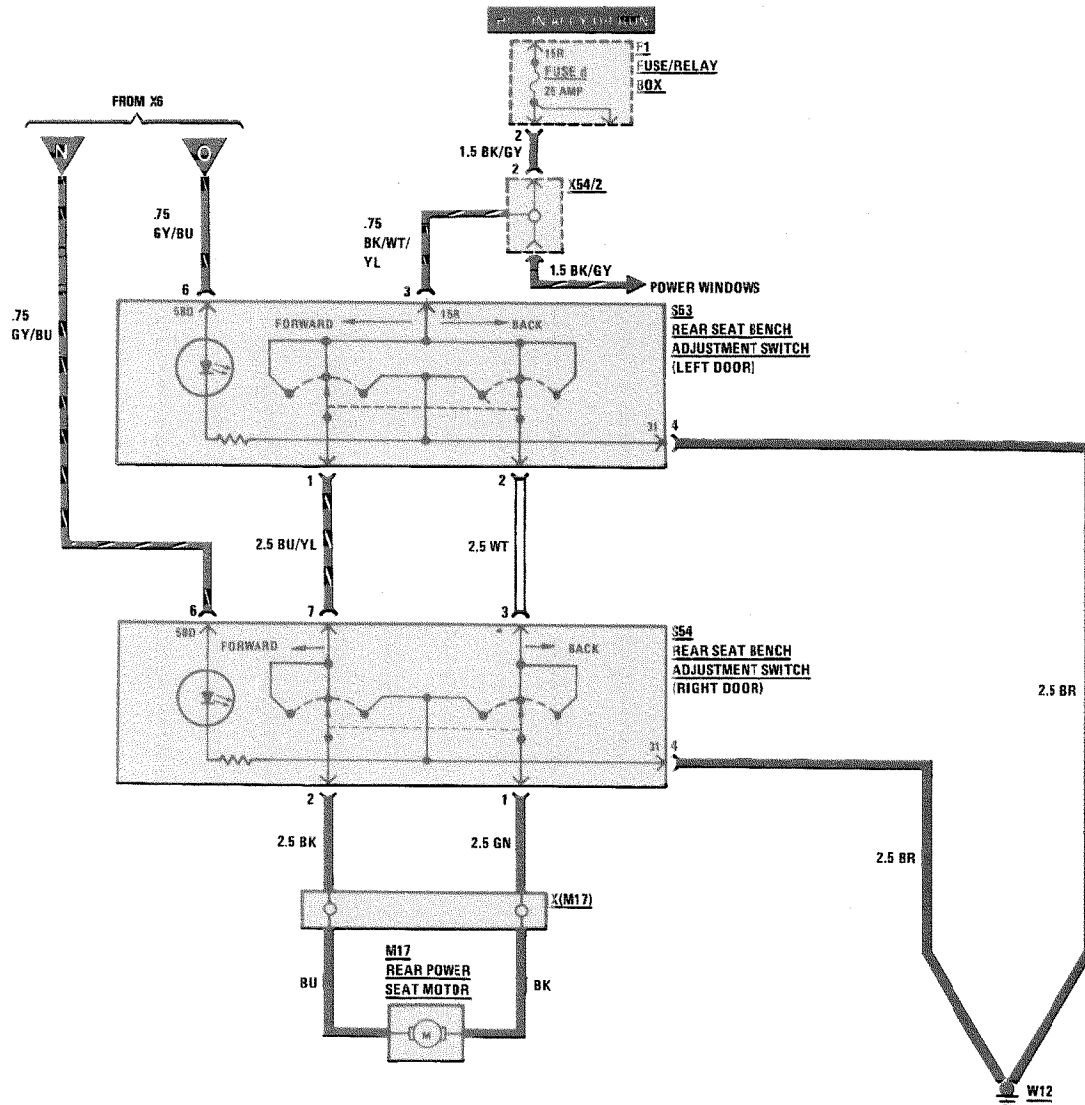 F1
15R
FUSE/RELAY
BOX
25 AMP
FROM X6
N
O
2
1.5 BK/GY
2
X54/2
.75
GY/BU
.75
BK/WT/
YL
1.5 BK/GY
POWER WINDOWS
6
3
.75
GY/BU
58D
15R
FORWARD
BACK
S53
REAR SEAT BENCH
ADJUSTMENT SWITCH
(LEFT DOOR)
31
4
1
2
2.5 BU/YL
2.5 WT
6
7
3
58D
FORWARD
BACK
S54
REAR SEAT BENCH
ADJUSTMENT SWITCH
(RIGHT DOOR)
2.5 BR
31
4
2
1
2.5 BK
2.5 GN
2.5 BR
X(M17)
M17
REAR POWER
SEAT MOTOR
BU
BK
M
W12